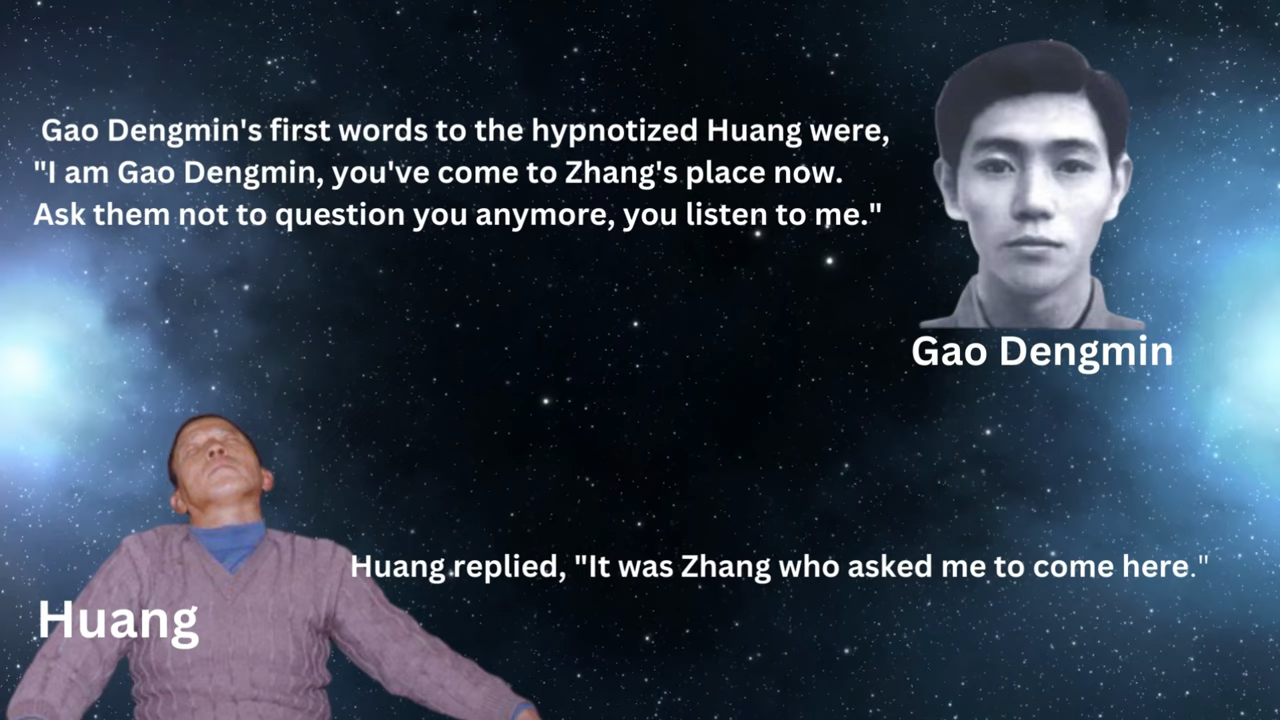 Gao Dengmin's first words to the hypnotized Huang were,
"I am Gao Dengmin, you've come to Zhang's place now.
Ask them not to question you anymore, you listen to me."
Gao Dengmin
Huang replied, "It was Zhang who asked me to come here."
Huang